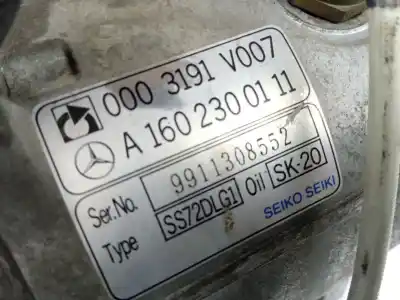 000 3191 V007
A 160 230 01 11
Ser.No. 9911308552
Type SS72DLG1 Oil SK-20
SEIKO SEIKI